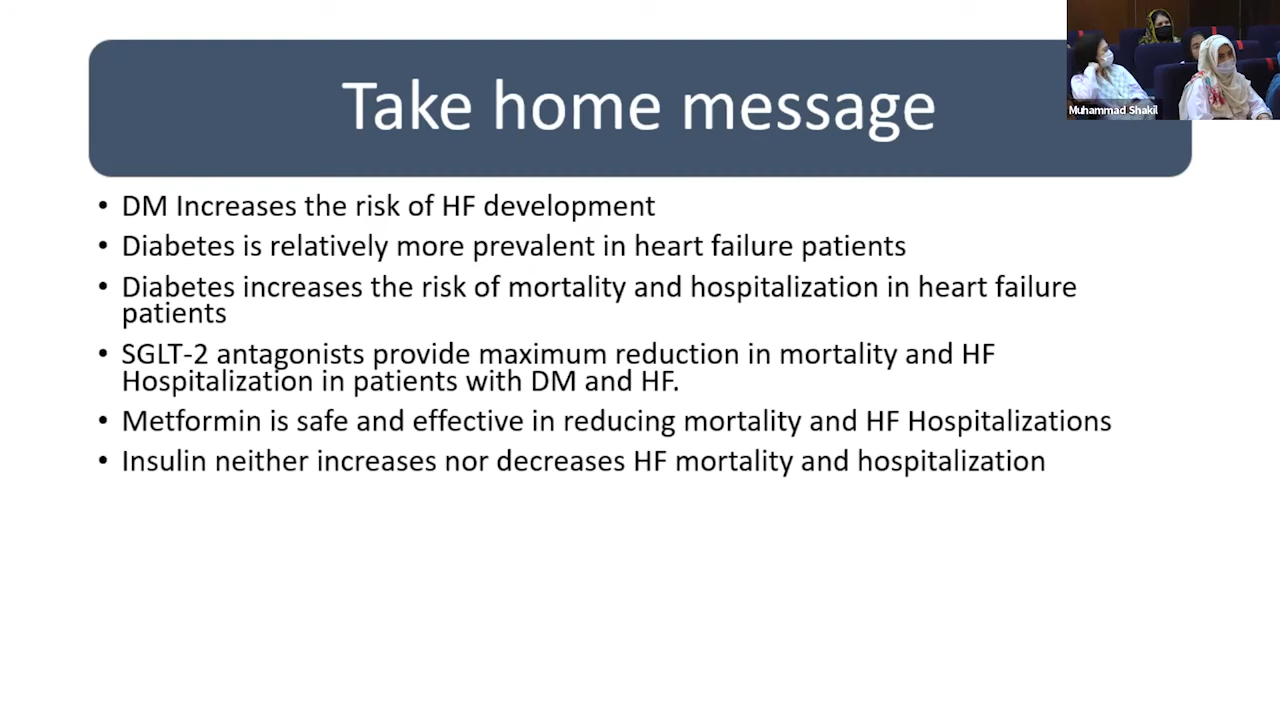 Take home message
Muhammad Shakil
• DM Increases the risk of HF development
• Diabetes is relatively more prevalent in heart failure patients
• Diabetes increases the risk of mortality and hospitalization in heart failure
patients
• SGLT-2 antagonists provide maximum reduction in mortality and HF
Hospitalization in patients with DM and HF.
• Metformin is safe and effective in reducing mortality and HF Hospitalizations
• Insulin neither increases nor decreases HF mortality and hospitalization